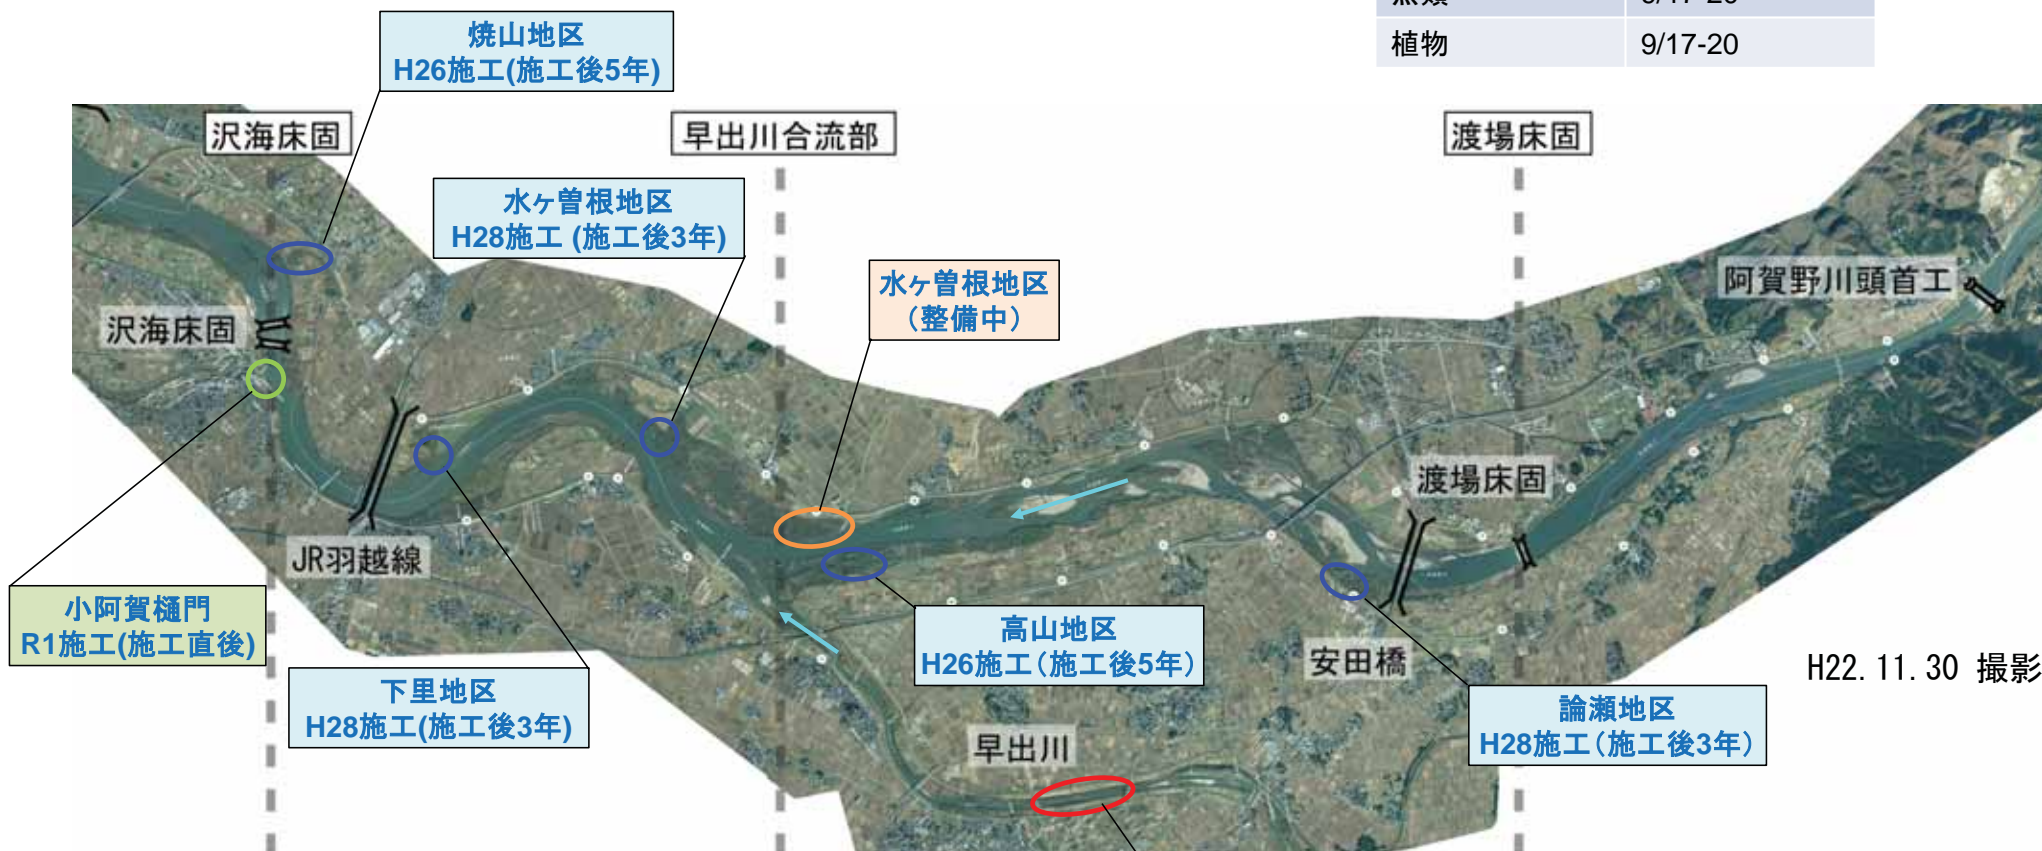 植物 9/17-20
焼山地区
H26施工(施工後5年)
沢海床固
早出川合流部
渡場床固
水ヶ曽根地区
H28施工 (施工後3年)
水ヶ曽根地区
（整備中）
阿賀野川頭首工
沢海床固
渡場床固
JR羽越線
小阿賀樋門
R1施工(施工直後)
高山地区
H26施工（施工後5年）
安田橋
H22.11.30 撮影
下里地区
H28施工(施工後3年)
論瀬地区
H28施工（施工後3年）
早出川